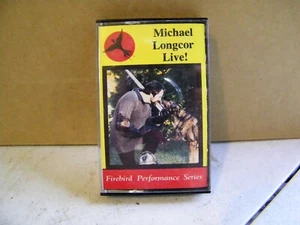 Michael
Longcor
Live!
Firebird Performance Series